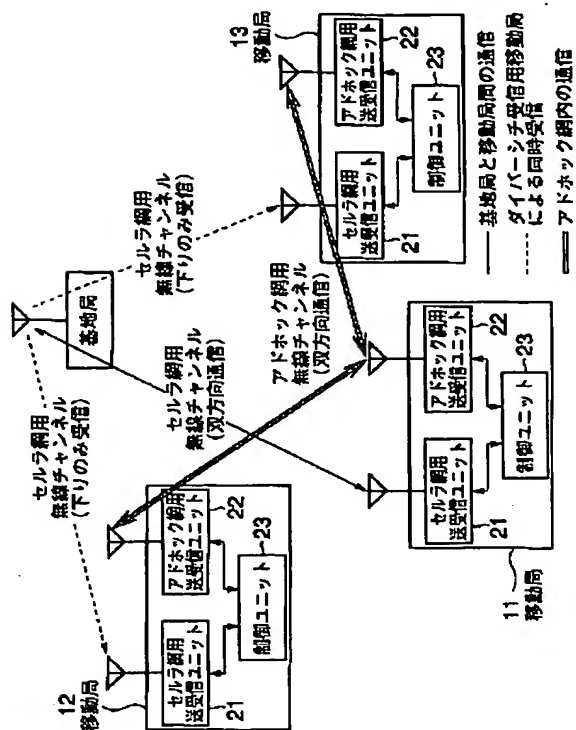 基地局
セルラ網用
無線チャンネル
(下りのみ受信)
セルラ網用
無線チャンネル
(双方向通信)
セルラ網用
無線チャンネル
(下りのみ受信)
アドホック網用
無線チャンネル
(双方向通信)
12
移動局
セルラ網用
送受信ユニット
21
アドホック網用
送受信ユニット
22
制御ユニット
23
11
移動局
セルラ網用
送受信ユニット
21
アドホック網用
送受信ユニット
22
制御ユニット
23
13
移動局
セルラ網用
送受信ユニット
21
アドホック網用
送受信ユニット
22
制御ユニット
23
基地局と移動局間の通信
ダイバーシチ受信用移動局
による同時受信
アドホック網内の通信